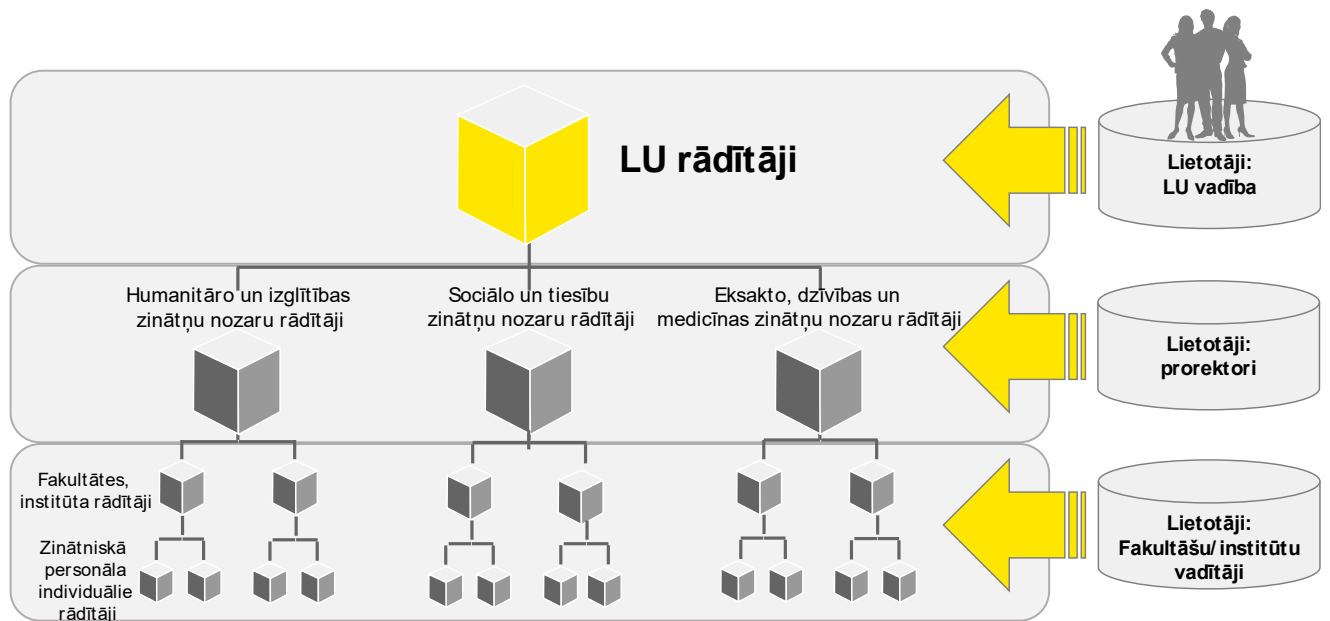 LU rādītāji
Lietotāji:
LU vadība
Humanitāro un izglītības
zinātņu nozaru rādītāji
Sociālo un tiesību
zinātņu nozaru rādītāji
Eksakto, dzīvības un
medicīnas zinātņu nozaru rādītāji
Lietotāji:
prorektori
Fakultātes,
institūta rādītāji
Zinātniskā
personāla
individuālie
rādītāji
Lietotāji:
Fakultāšu/ institūtu
vadītāji